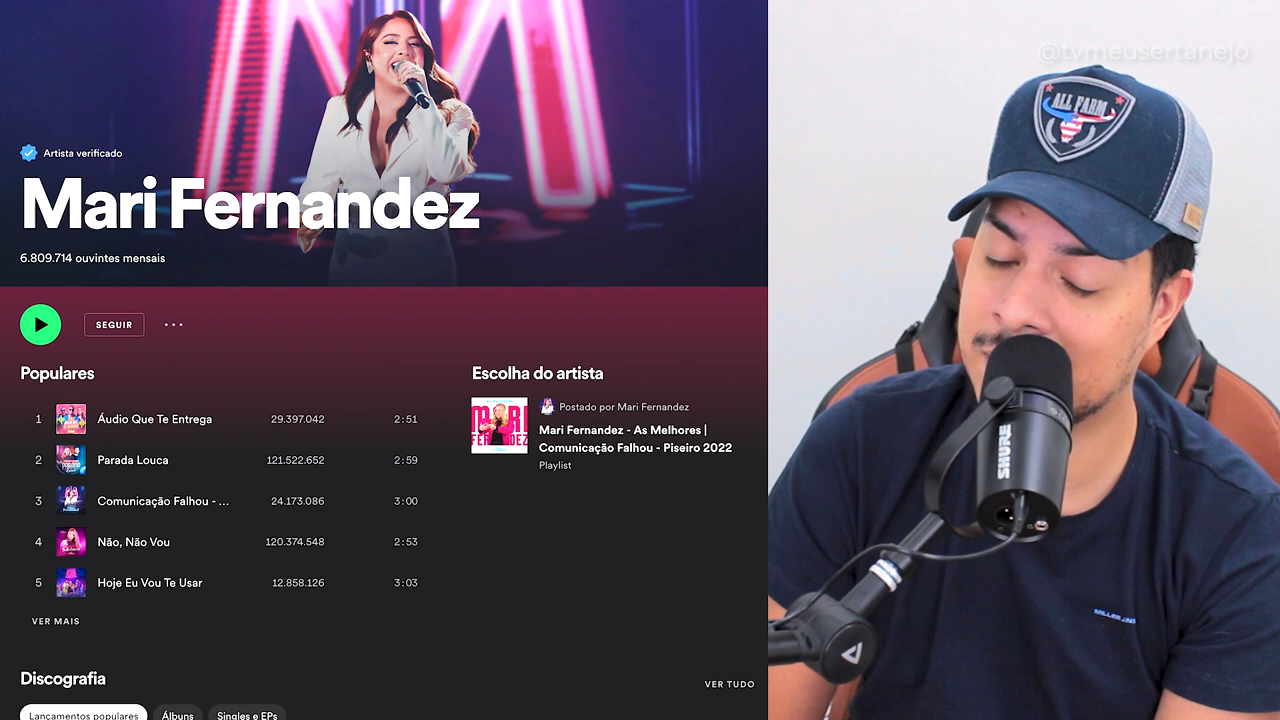 Artista verificado
Mari Fernandez
6.809.714 ouvintes mensais
SEGUIR
Populares
1 Áudio Que Te Entrega 29.397.042 2:51
2 Parada Louca 121.522.652 2:59
3 Comunicação Falhou - ... 24.173.086 3:00
4 Não, Não Vou 120.374.548 2:53
5 Hoje Eu Vou Te Usar 12.858.126 3:03
VER MAIS
Escolha do artista
MARI
FERNANDEZ
Postado por Mari Fernandez
Mari Fernandez - As Melhores |
Comunicação Falhou - Piseiro 2022
Playlist
Discografia
VER TUDO
Lançamentos populares Álbuns Singles e EPs
@tvmeusertanejo
ALL FARM
SHURE